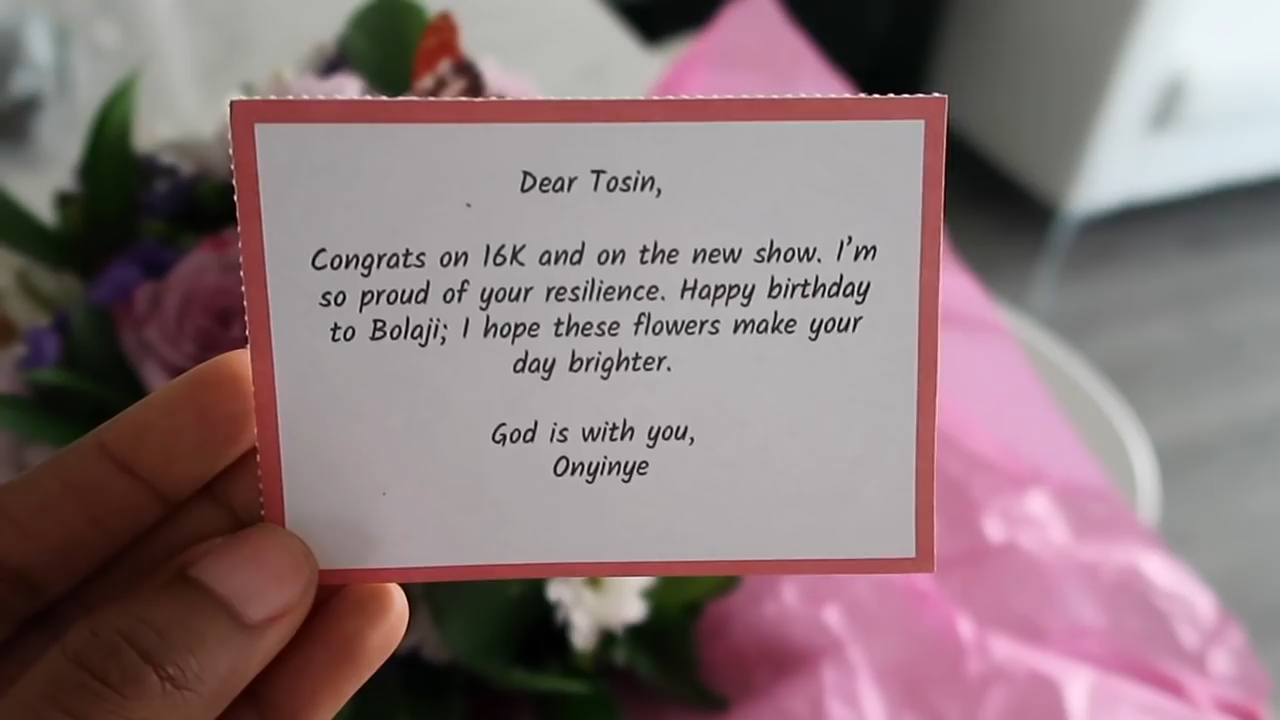 Dear Tosin,
Congrats on 16K and on the new show. I'm
so proud of your resilience. Happy birthday
to Bolaji; I hope these flowers make your
day brighter.
God is with you,
Onyinye